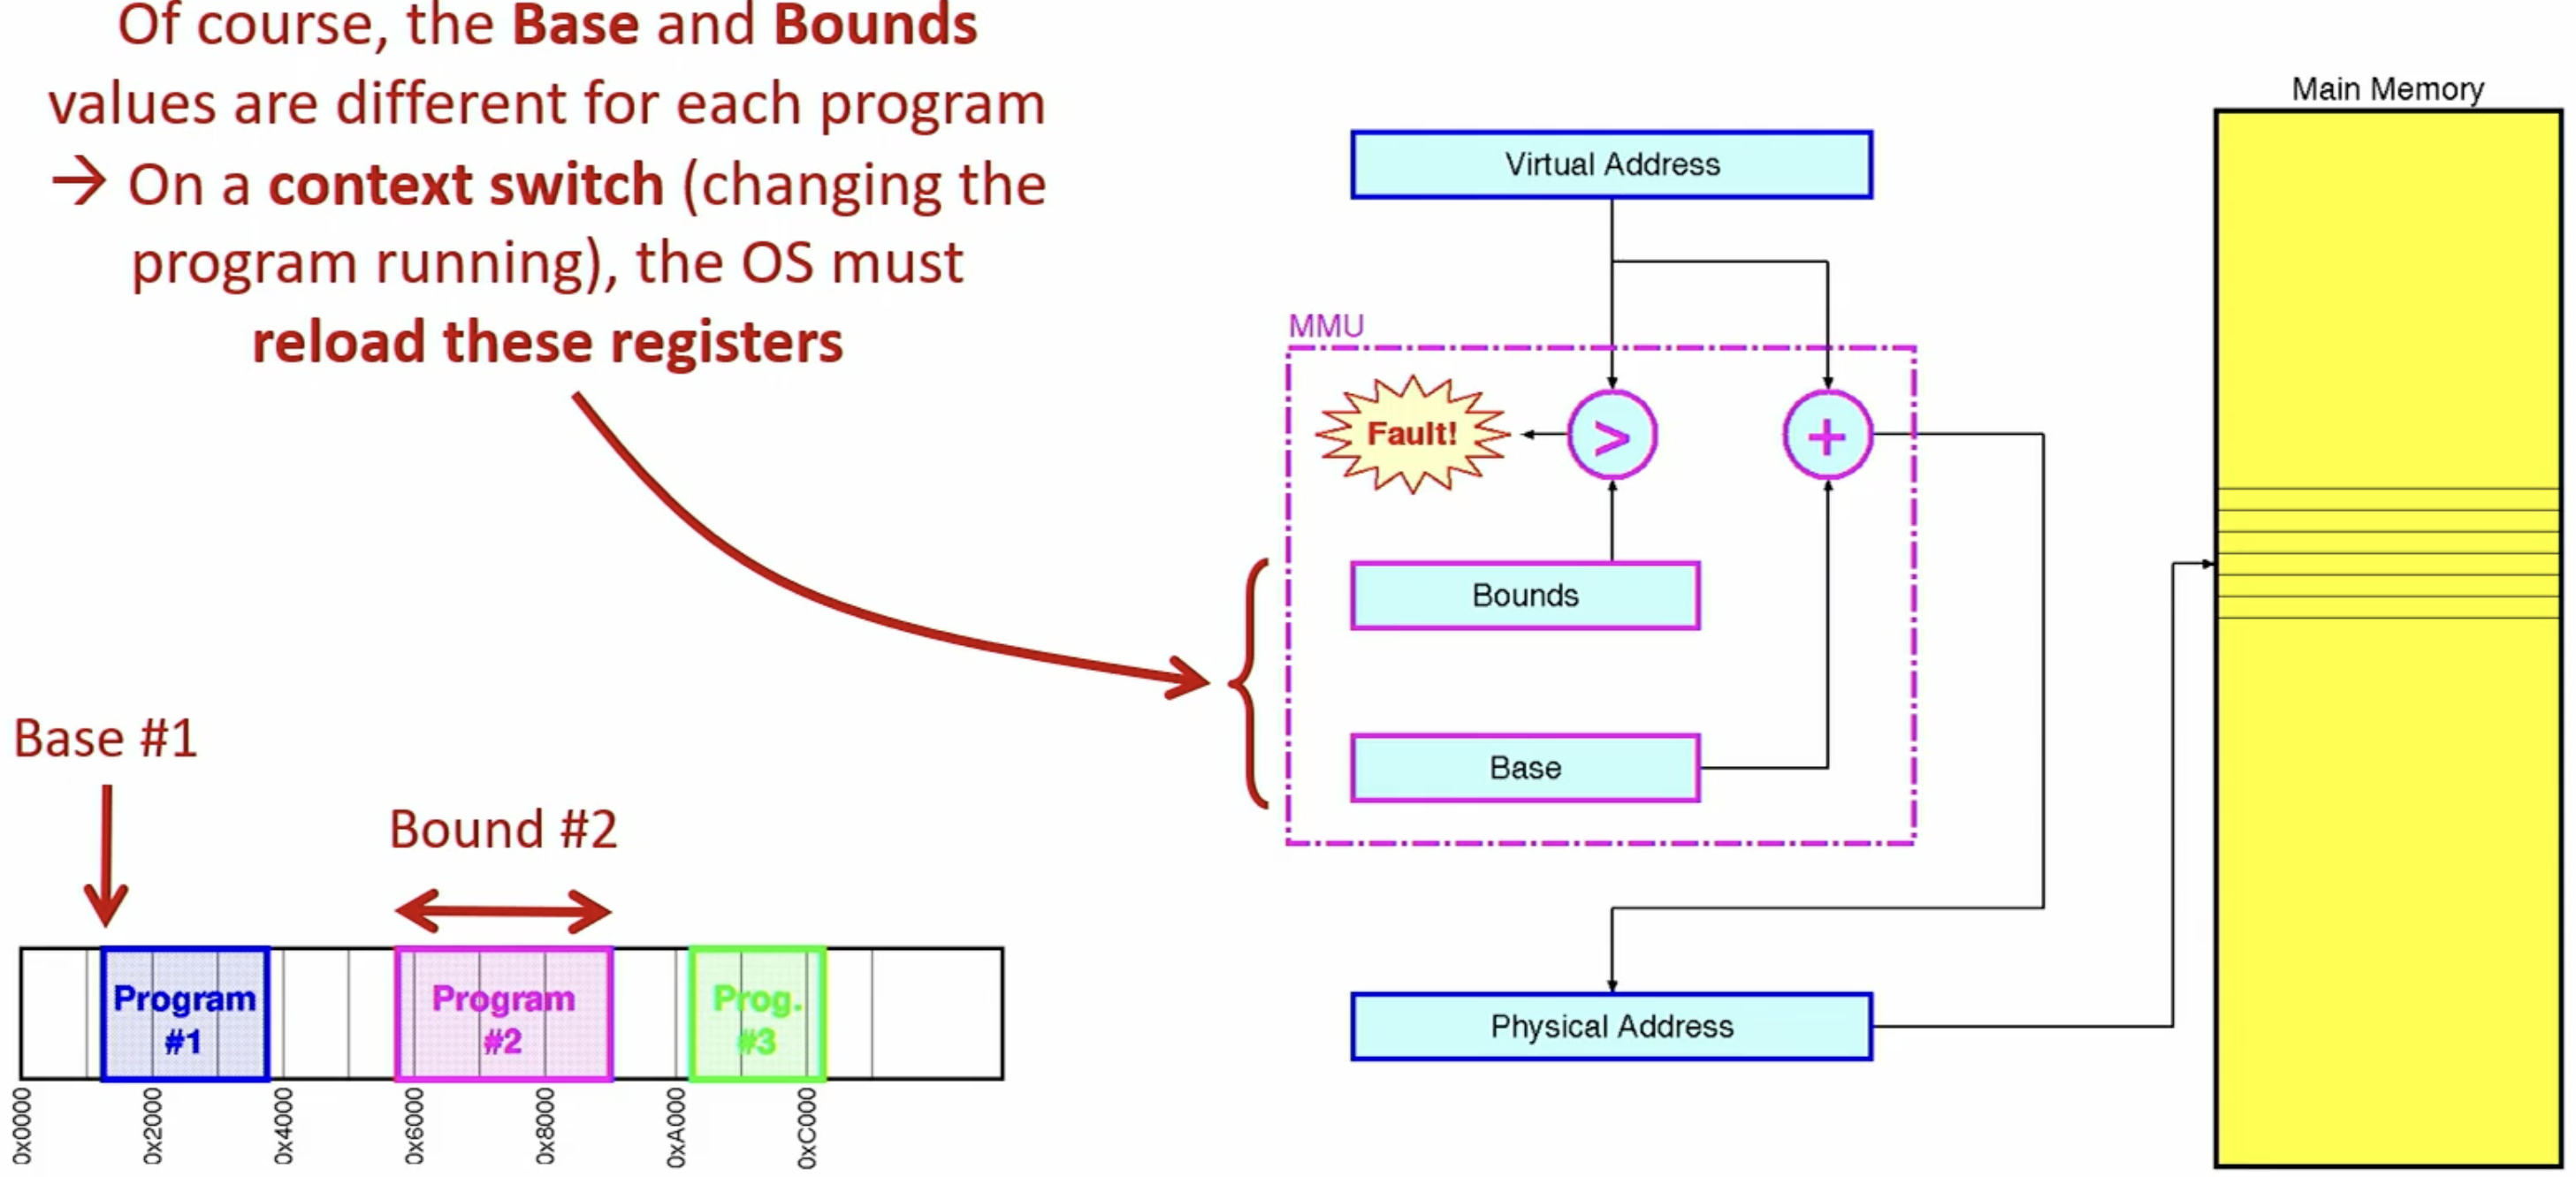 Of course, the Base and Bounds
values are different for each program
→ On a context switch (changing the
program running), the OS must
reload these registers
Main Memory
Virtual Address
MMU
Fault!
>
+
Bounds
Base
Physical Address
Base #1
Bound #2
Program
#1
Program
#2
Prog.
#3
0x0000
0x2000
0x4000
0x6000
0x8000
0xA000
0xC000